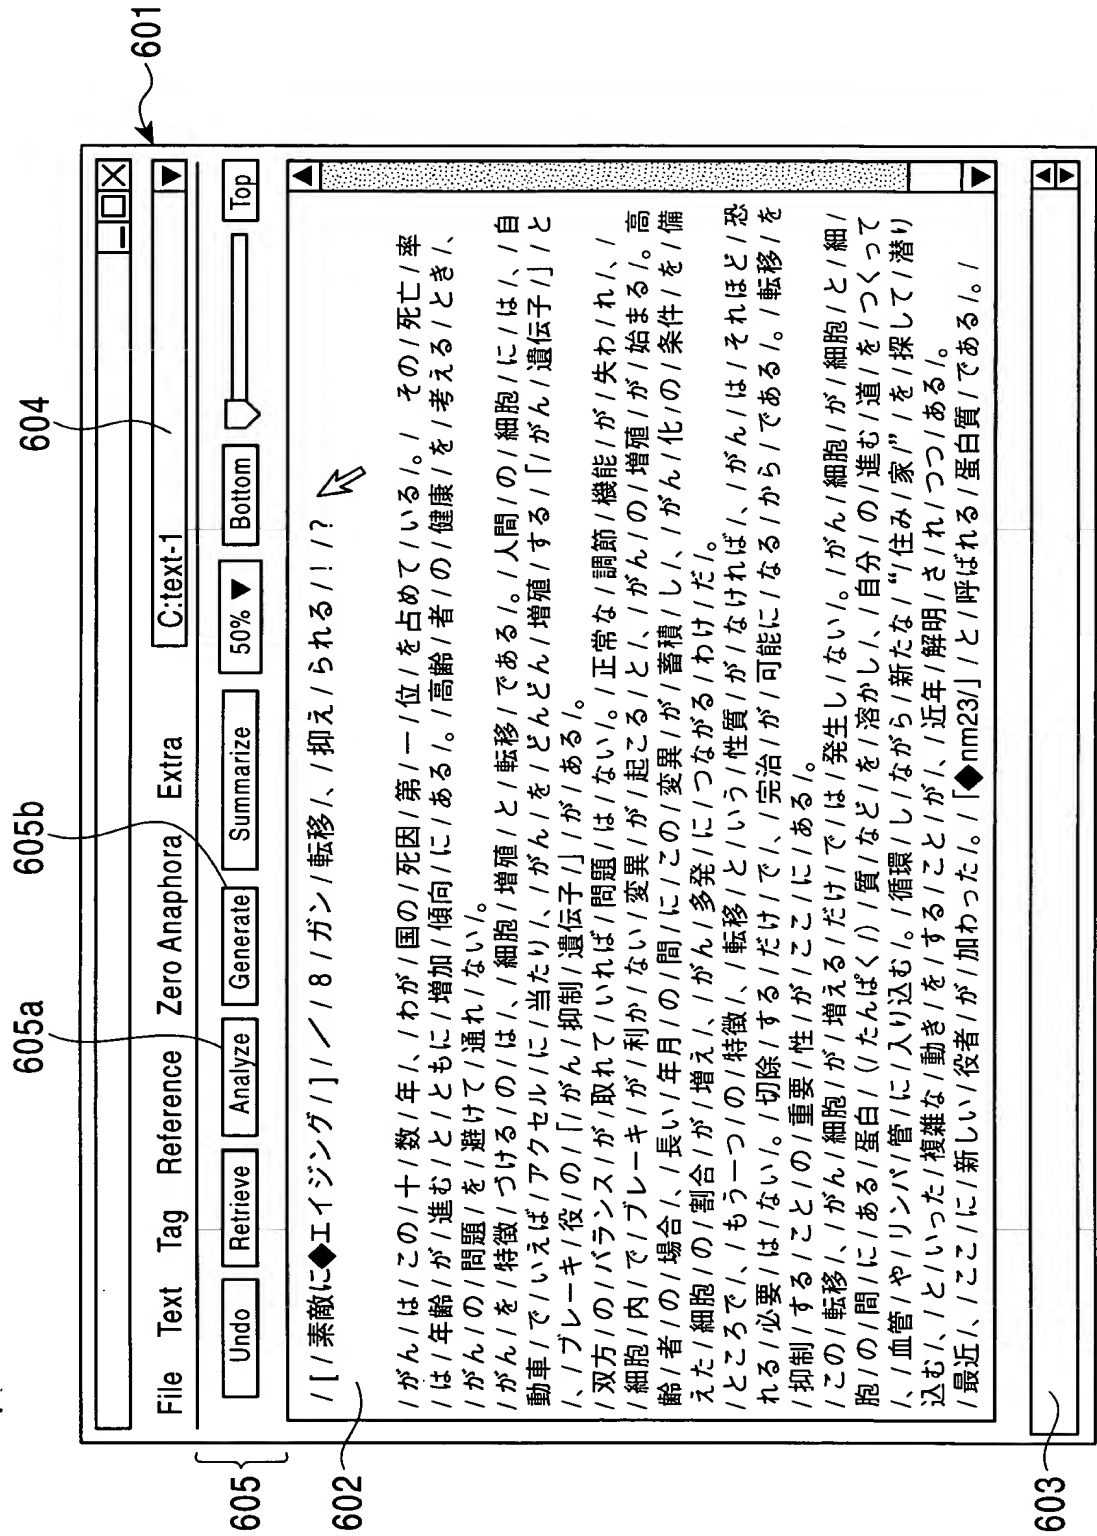 601
604
C:text-1
605a
605b
File Text Tag Reference Zero Anaphora Extra
605
Undo Retrieve Analyze Generate Summarize 50% ▼ Bottom Top
602
/ [ / 素敵に◆エイジング / ] / ／ / 8 / ガン / 転移 /、/ 抑え / られる / ! / ?
/ がん / は / この / 十 / 数 / 年 /、/ わが / 国の / 死因 / 第 / 一 / 位 / を / 占めて / いる /。/ その / 死亡 / 率
/ は / 年齢 / が / 進む / と / ともに / 増加 / 傾向 / に / ある /。/ 高齢 / 者 / の / 健康 / を / 考える / とき /、
/ がん / の / 問題 / を / 避けて / 通れ / ない /。
/ がん / を / 特徴 / づける / の / は /、/ 細胞 / 増殖 / と / 転移 / である /。/ 人間 / の / 細胞 / に / は /、/ 自
動車 / で / いえば / アクセル / に / 当たり /、/ がん / を / どんどん / 増殖 / する / 「 / がん / 遺伝子 / 」 / と
/、/ ブレーキ / 役 / の / 「 / がん / 抑制 / 遺伝子 / 」 / が / ある /。
/ 双方 / の / バランス / が / 取れて / いれば / 問題 / は / ない /。/ 正常な / 調節 / 機能 / が / 失わ / れ /、/
/ 細胞 / 内 / で / ブレーキ / が / 利か / ない / 変異 / が / 起こる / と /、/ がん / の / 増殖 / が / 始まる /。高
齢 / 者 / の / 場合 /、/ 長い / 年月 / の / 間 / に / この / 変異 / が / 蓄積 / し /、/ がん / 化 / の / 条件 / を / 備
えた / 細胞 / の / 割合 / が / 増え /、/ がん / 多発 / に / つながる / わけ / だ /。
/ ところで /、/ もう一つ / の / 特徴 /、/ 転移 / と / いう / 性質 / が / なければ /、/ がん / は / それほど / 恐
れる / 必要 / は / ない /。/ 切除 / する / だけ / で /、/ 完治 / が / 可能に / なる / から / である /。/ 転移 / を
/ 抑制 / する / こと / の / 重要 / 性 / が / ここ / に / ある /。
/ この / 転移 /、/ がん / 細胞 / が / 増える / だけ / で / は / 発生 / し / ない /。/ がん / 細胞 / が / 細胞 / と / 細 /
胞 / の / 間 / に / ある / 蛋白 / ( / たんぱく / ) / 質 / など / を / 溶かし /、/ 自分 / の / 進む / 道 / を / つくって
/、/ 血管 / や / リンパ / 管 / に / 入り込む /。/ 循環 / し / ながら / 新たな / “ / 住み / 家 / ” / を / 探して / 潜り
込む /、/ と / いった / 複雑な / 動き / を / する / こと / が /、/ 近年 / 解明 / さ / れ / つつ / ある /。
/ 最近 /、/ ここ / に / 新しい / 役者 / が / 加わった /。/ 「◆nm23/」 / と / 呼ばれる / 蛋白質 / である /。/
603